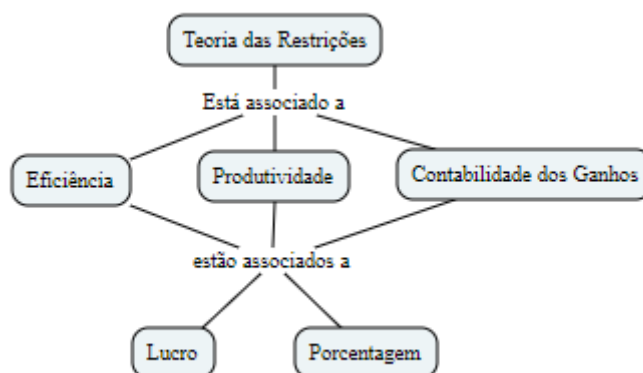 Teoria das Restrições
Está associado a
Eficiência
Produtividade
Contabilidade dos Ganhos
estão associados a
Lucro
Porcentagem